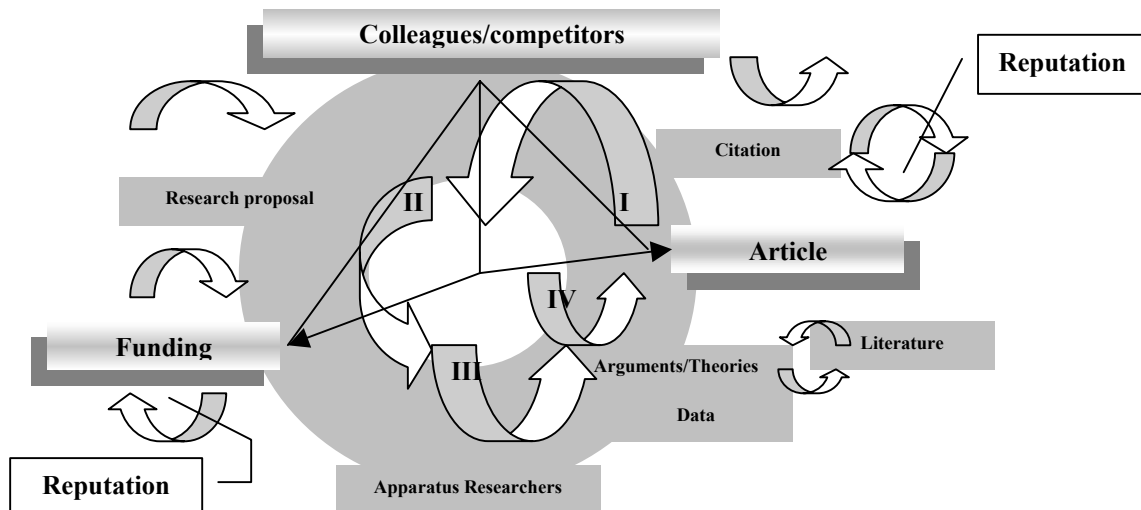 Colleagues/competitors
Reputation
Citation
Research proposal
II
I
Article
IV
Funding
III
Arguments/Theories
Literature
Data
Reputation
Apparatus Researchers